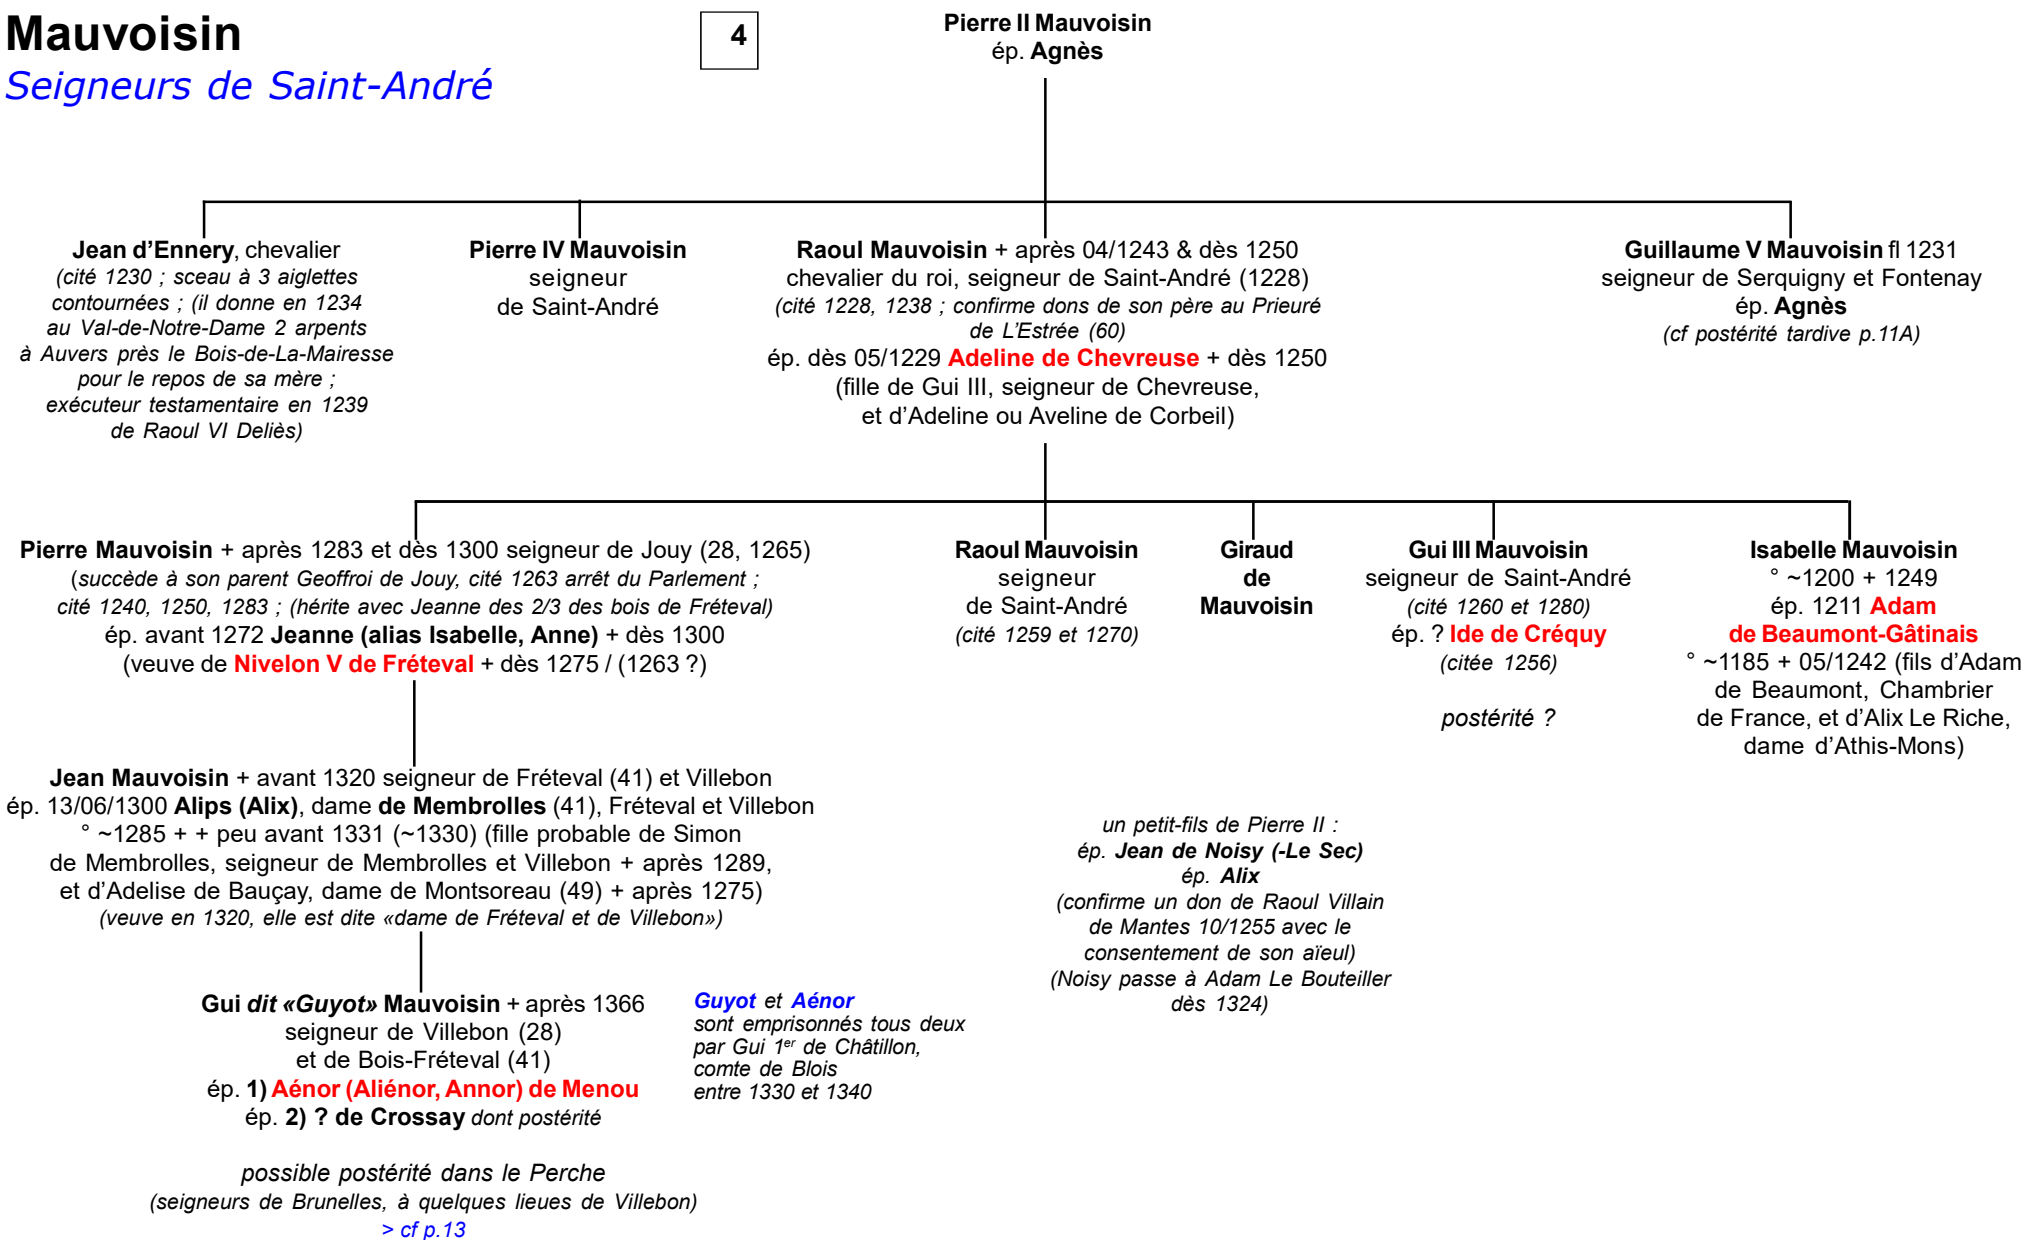 Mauvoisin
Seigneurs de Saint-André
4
Pierre II Mauvoisin
ép. Agnès
Jean d'Ennery, chevalier
(cité 1230 ; sceau à 3 aiglettes
contournées ; (il donne en 1234
au Val-de-Notre-Dame 2 arpents
à Auvers près le Bois-de-La-Mairesse
pour le repos de sa mère ;
exécuteur testamentaire en 1239
de Raoul VI Deliès)
Pierre IV Mauvoisin
seigneur
de Saint-André
Raoul Mauvoisin + après 04/1243 & dès 1250
chevalier du roi, seigneur de Saint-André (1228)
(cité 1228, 1238 ; confirme dons de son père au Prieuré
de L'Estrée (60)
ép. dès 05/1229 Adeline de Chevreuse + dès 1250
(fille de Gui III, seigneur de Chevreuse,
et d'Adeline ou Aveline de Corbeil)
Guillaume V Mauvoisin fl 1231
seigneur de Serquigny et Fontenay
ép. Agnès
(cf postérité tardive p.11A)
Pierre Mauvoisin + après 1283 et dès 1300 seigneur de Jouy (28, 1265)
(succède à son parent Geoffroi de Jouy, cité 1263 arrêt du Parlement ;
cité 1240, 1250, 1283 ; (hérite avec Jeanne des 2/3 des bois de Fréteval)
ép. avant 1272 Jeanne (alias Isabelle, Anne) + dès 1300
(veuve de Nivelon V de Fréteval + dès 1275 / (1263 ?)
Raoul Mauvoisin
seigneur
de Saint-André
(cité 1259 et 1270)
Giraud
de
Mauvoisin
Gui III Mauvoisin
seigneur de Saint-André
(cité 1260 et 1280)
ép. ? Ide de Créquy
(citée 1256)
postérité ?
Isabelle Mauvoisin
° ~1200 + 1249
ép. 1211 Adam
de Beaumont-Gâtinais
° ~1185 + 05/1242 (fils d'Adam
de Beaumont, Chambrier
de France, et d'Alix Le Riche,
dame d'Athis-Mons)
Jean Mauvoisin + avant 1320 seigneur de Fréteval (41) et Villebon
ép. 13/06/1300 Alips (Alix), dame de Membrolles (41), Fréteval et Villebon
° ~1285 + + peu avant 1331 (~1330) (fille probable de Simon
de Membrolles, seigneur de Membrolles et Villebon + après 1289,
et d'Adelise de Bauçay, dame de Montsoreau (49) + après 1275)
(veuve en 1320, elle est dite «dame de Fréteval et de Villebon»)
un petit-fils de Pierre II :
ép. Jean de Noisy (-Le Sec)
ép. Alix
(confirme un don de Raoul Villain
de Mantes 10/1255 avec le
consentement de son aïeul)
(Noisy passe à Adam Le Bouteiller
dès 1324)
Gui dit «Guyot» Mauvoisin + après 1366
seigneur de Villebon (28)
et de Bois-Fréteval (41)
ép. 1) Aénor (Aliénor, Annor) de Menou
ép. 2) ? de Crossay dont postérité
Guyot et Aénor
sont emprisonnés tous deux
par Gui 1er de Châtillon,
comte de Blois
entre 1330 et 1340
possible postérité dans le Perche
(seigneurs de Brunelles, à quelques lieues de Villebon)
> cf p.13